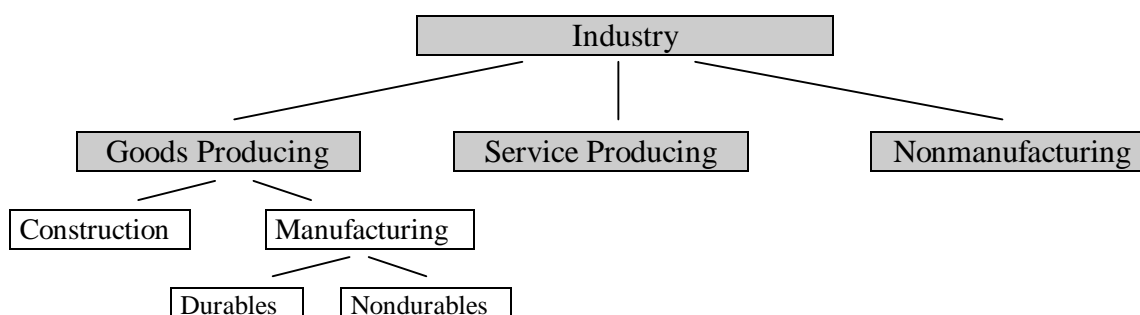 Industry
Goods Producing
Service Producing
Nonmanufacturing
Construction
Manufacturing
Durables
Nondurables